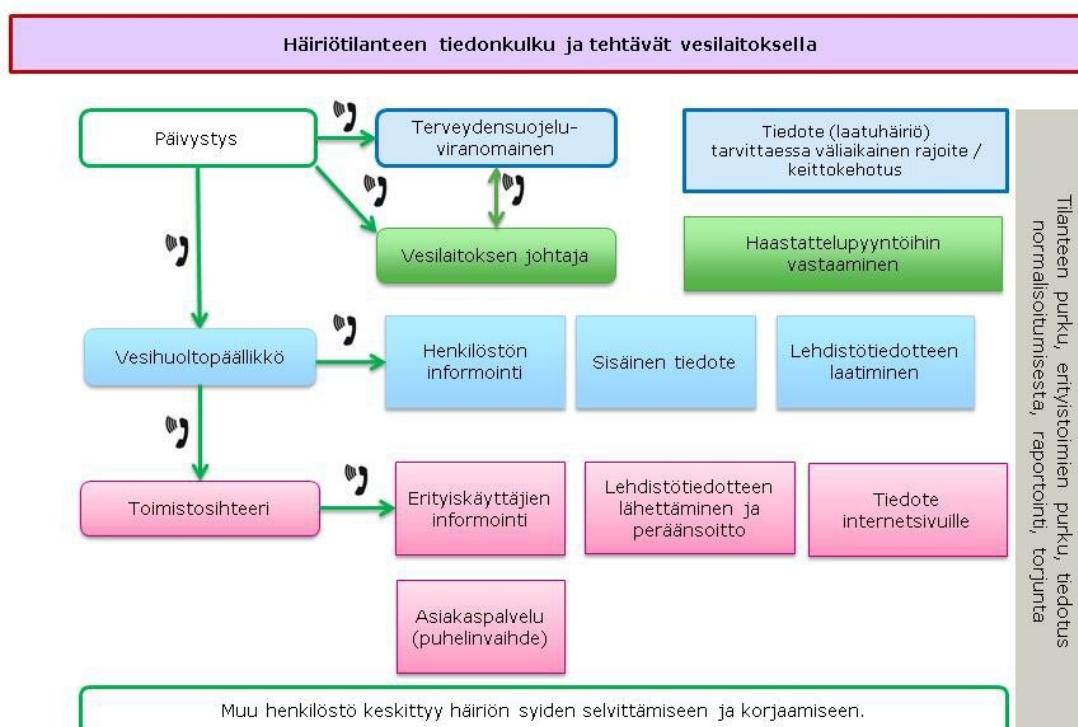 Häiriötilanteen tiedonkulku ja tehtävät vesilaitoksella
Päivystys
Terveydensuojelu-
viranomainen
Tiedote (laatuhäiriö)
tarvittaessa väliaikainen rajoite /
keittokehotus
Vesilaitoksen johtaja
Haastattelupyyntöihin
vastaaminen
Vesihuoltopäällikkö
Henkilöstön
informointi
Sisäinen tiedote
Lehdistötiedotteen
laatiminen
Toimistosihteeri
Erityiskäyttäjien
informointi
Lehdistötiedotteen
lähettäminen ja
peräänsoitto
Tiedote
internetsivuille
Asiakaspalvelu
(puhelinvaihde)
Tilanteen purku, erityistoimien purku, tiedotus
normalisoitumisesta, raportointi, torjunta
Muu henkilöstö keskittyy häiriön syiden selvittämiseen ja korjaamiseen.